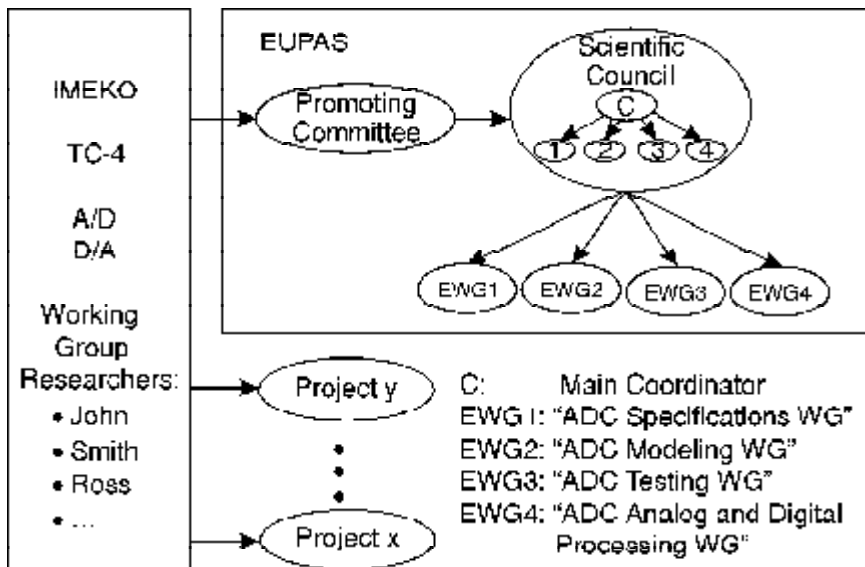 IMEKO
TC-4
A/D
D/A
Working
Group
Researchers:
• John
• Smith
• Ross
• ...
EUPAS
Promoting
Committee
Scientific
Council
C
1 2 3 4
EWG1 EWG2 EWG3 EWG4
Project y
Project x
C: Main Coordinator
EWG1: “ADC Specifications WG”
EWG2: “ADC Modeling WG”
EWG3: “ADC Testing WG”
EWG4: “ADC Analog and Digital
Processing WG”